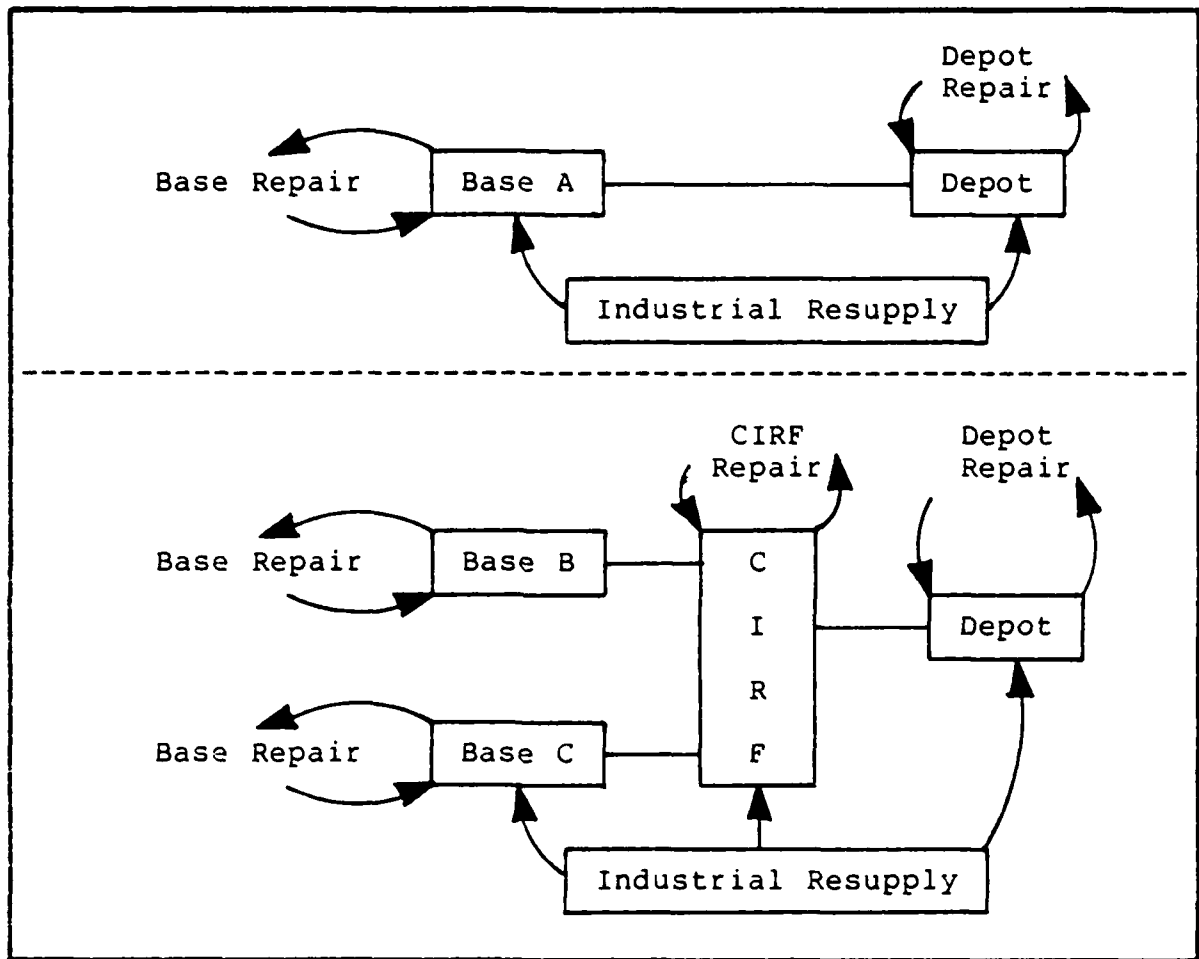 Depot
Repair
Base Repair
Base A
Depot
Industrial Resupply
CIRF
Repair
Depot
Repair
Base Repair
Base B
C
I
R
F
Depot
Base Repair
Base C
Industrial Resupply